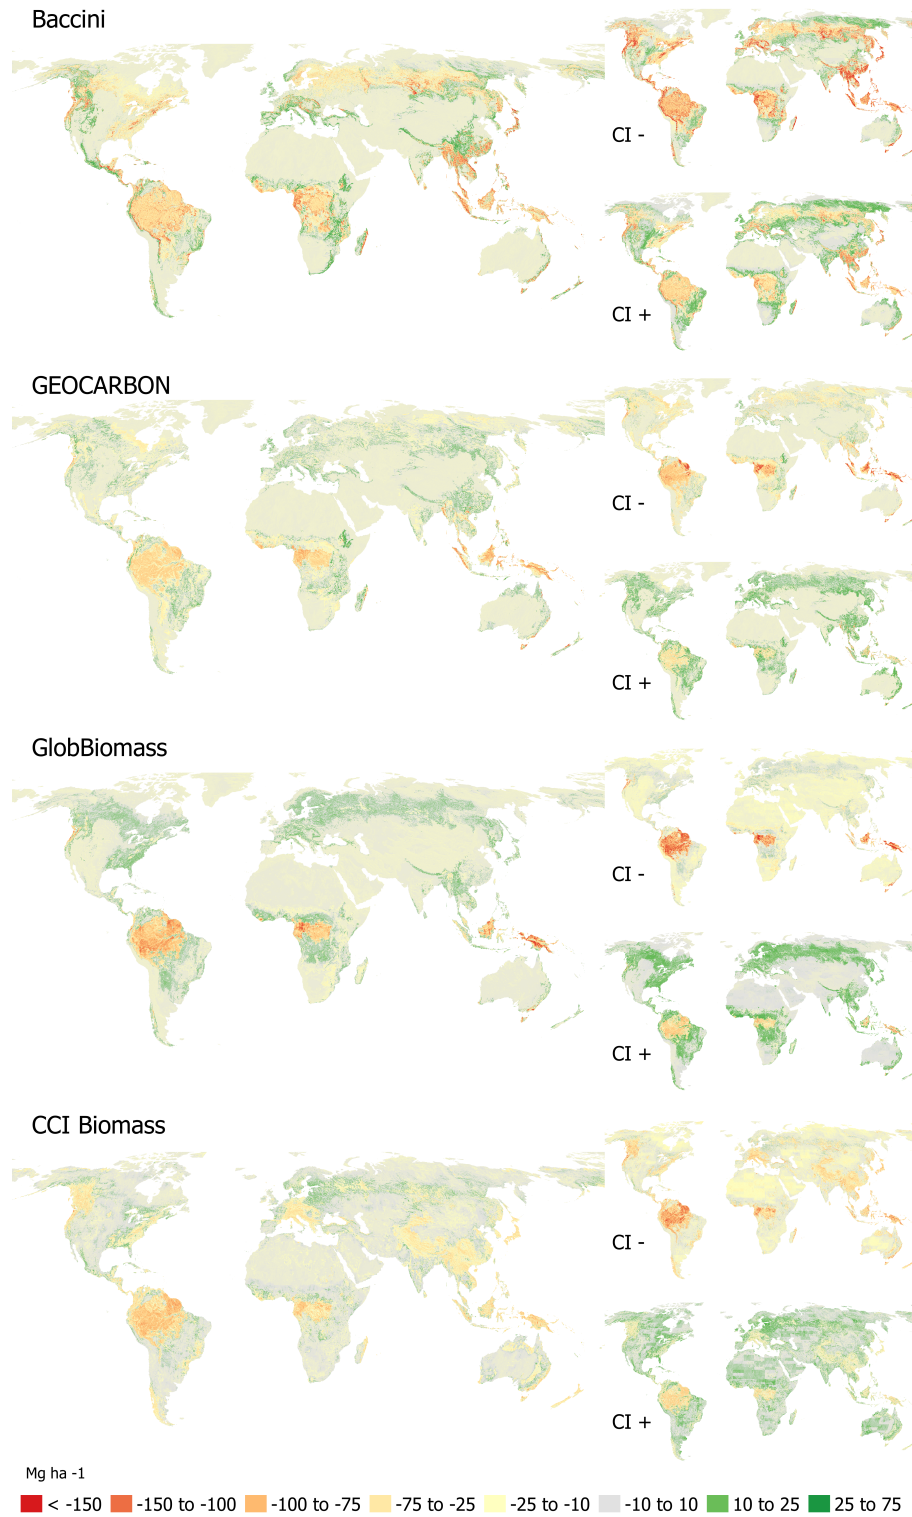 Baccini
CI -
CI +
GEOCARBON
CI -
CI +
GlobBiomass
CI -
CI +
CCI Biomass
CI -
CI +
Mg ha -1
< -150 -150 to -100 -100 to -75 -75 to -25 -25 to -10 -10 to 10 10 to 25 25 to 75